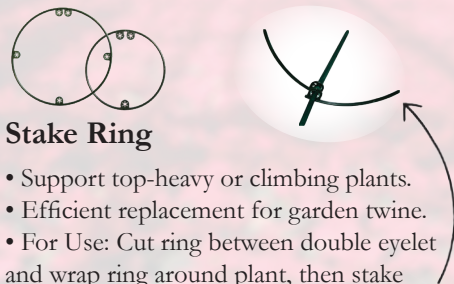 Stake Ring
• Support top-heavy or climbing plants.
• Efficient replacement for garden twine.
• For Use: Cut ring between double eyelet
and wrap ring around plant, then stake